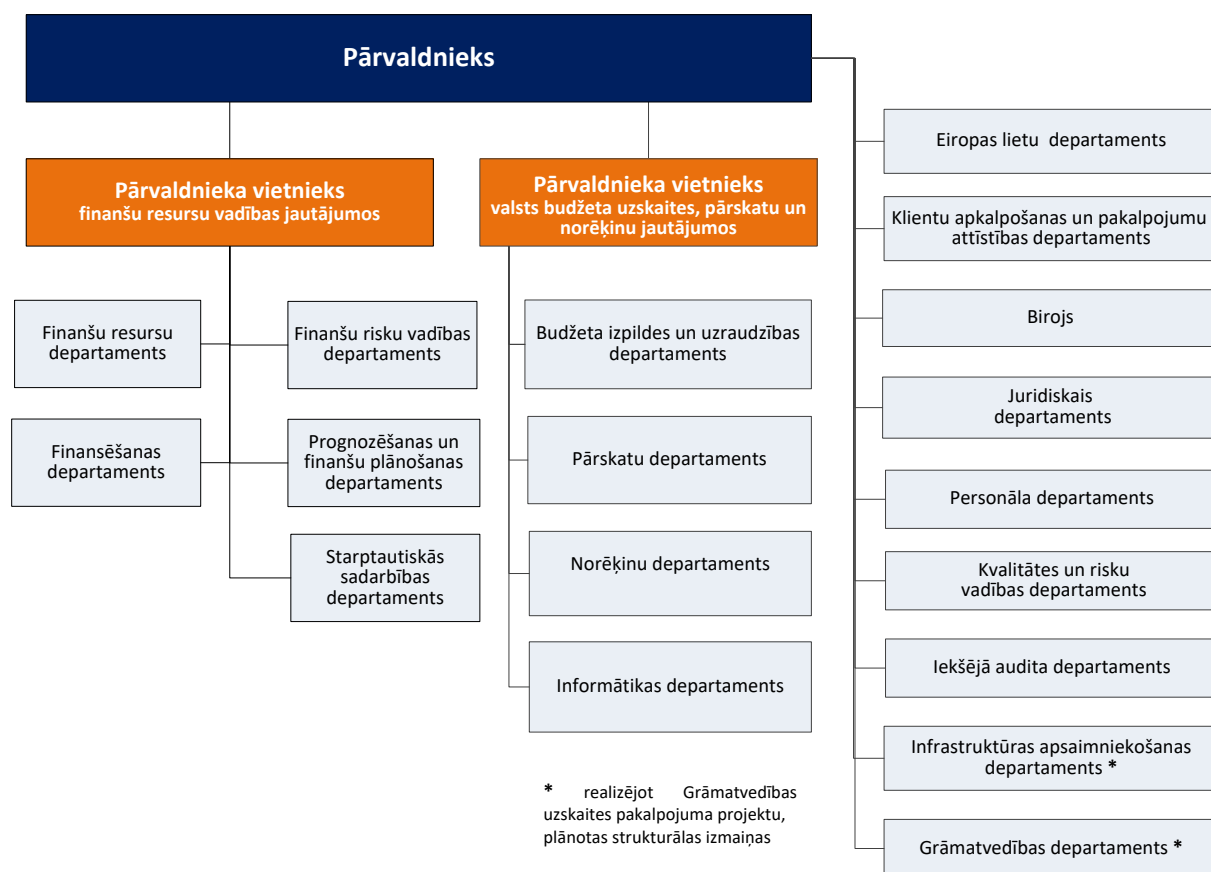 Pārvaldnieks
Pārvaldnieka vietnieks
finanšu resursu vadības jautājumos
Pārvaldnieka vietnieks
valsts budžeta uzskaites, pārskatu un
norēķinu jautājumos
Finanšu resursu
departaments
Finanšu risku vadības
departaments
Finansēšanas
departaments
Prognozēšanas un
finanšu plānošanas
departaments
Starptautiskās
sadarbības
departaments
Budžeta izpildes un uzraudzības
departaments
Pārskatu departaments
Norēķinu departaments
Informātikas departaments
* realizējot Grāmatvedības
uzskaites pakalpojuma projektu,
plānotas strukturālas izmaiņas
Eiropas lietu departaments
Klientu apkalpošanas un pakalpojumu
attīstības departaments
Birojs
Juridiskais
departaments
Personāla departaments
Kvalitātes un risku
vadības departaments
Iekšējā audita departaments
Infrastruktūras apsaimniekošanas
departaments *
Grāmatvedības departaments *